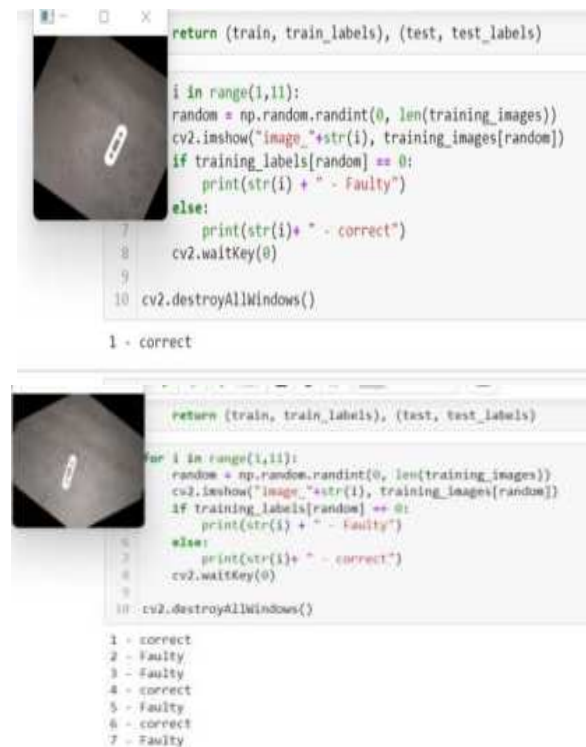 return (train, train_labels), (test, test_labels)
i in range(1,11):
random = np.random.randint(0, len(training_images))
cv2.imshow("image_"+str(i), training_images[random])
if training_labels[random] == 0:
print(str(i) + " - Faulty")
else:
7 print(str(i)+ " - correct")
8 cv2.waitKey(0)
9
10 cv2.destroyAllWindows()
1 - correct
return (train, train_labels), (test, test_labels)
for i in range(1,11):
random = np.random.randint(0, len(training_images))
cv2.imshow("image_"+str(i), training_images[random])
if training_labels[random] == 0:
print(str(i) + " - Faulty")
6 else:
7 print(str(i)+ " - correct")
8 cv2.waitKey(0)
9
10 cv2.destroyAllWindows()
1 - correct
2 - Faulty
3 - Faulty
4 - correct
5 - Faulty
6 - correct
7 - Faulty